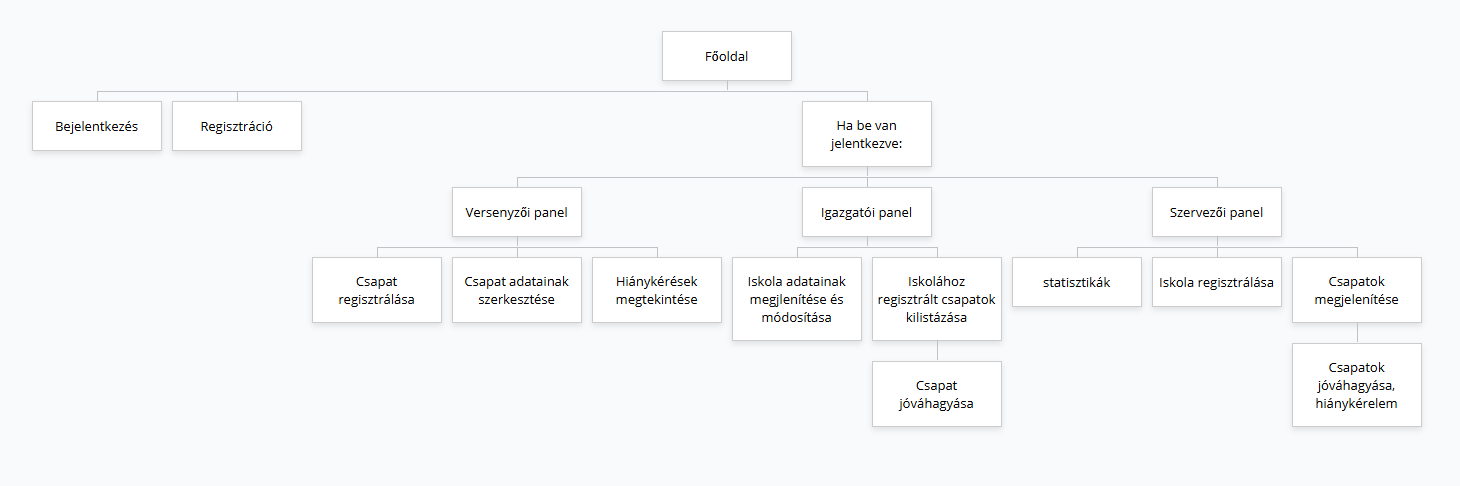 Főoldal
Bejelentkezés
Regisztráció
Ha be van
jelentkezve:
Versenyzői panel
Igazgatói panel
Szervezői panel
Csapat
regisztrálása
Csapat adatainak
szerkesztése
Hiánykérések
megtekintése
Iskola adatainak
megjlenítése és
módosítása
Iskolához
regisztrált csapatok
kilistázása
statisztikák
Iskola regisztrálása
Csapatok
megjelenítése
Csapat
jóváhagyása
Csapatok
jóváhagyása,
hiánykérelem